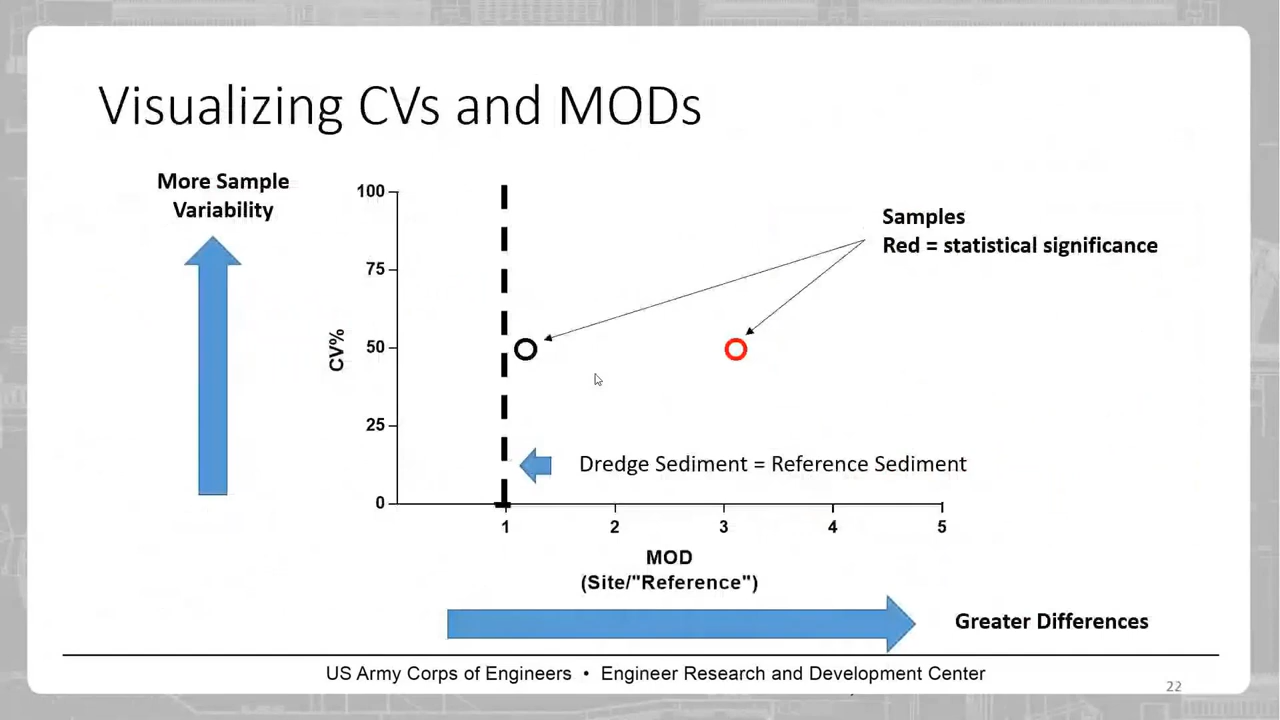 Visualizing CVs and MODs
More Sample
Variability
100
75
50
25
0
CV%
Samples
Red = statistical significance
Dredge Sediment = Reference Sediment
1 2 3 4 5
MOD
(Site/"Reference")
Greater Differences
US Army Corps of Engineers • Engineer Research and Development Center
22